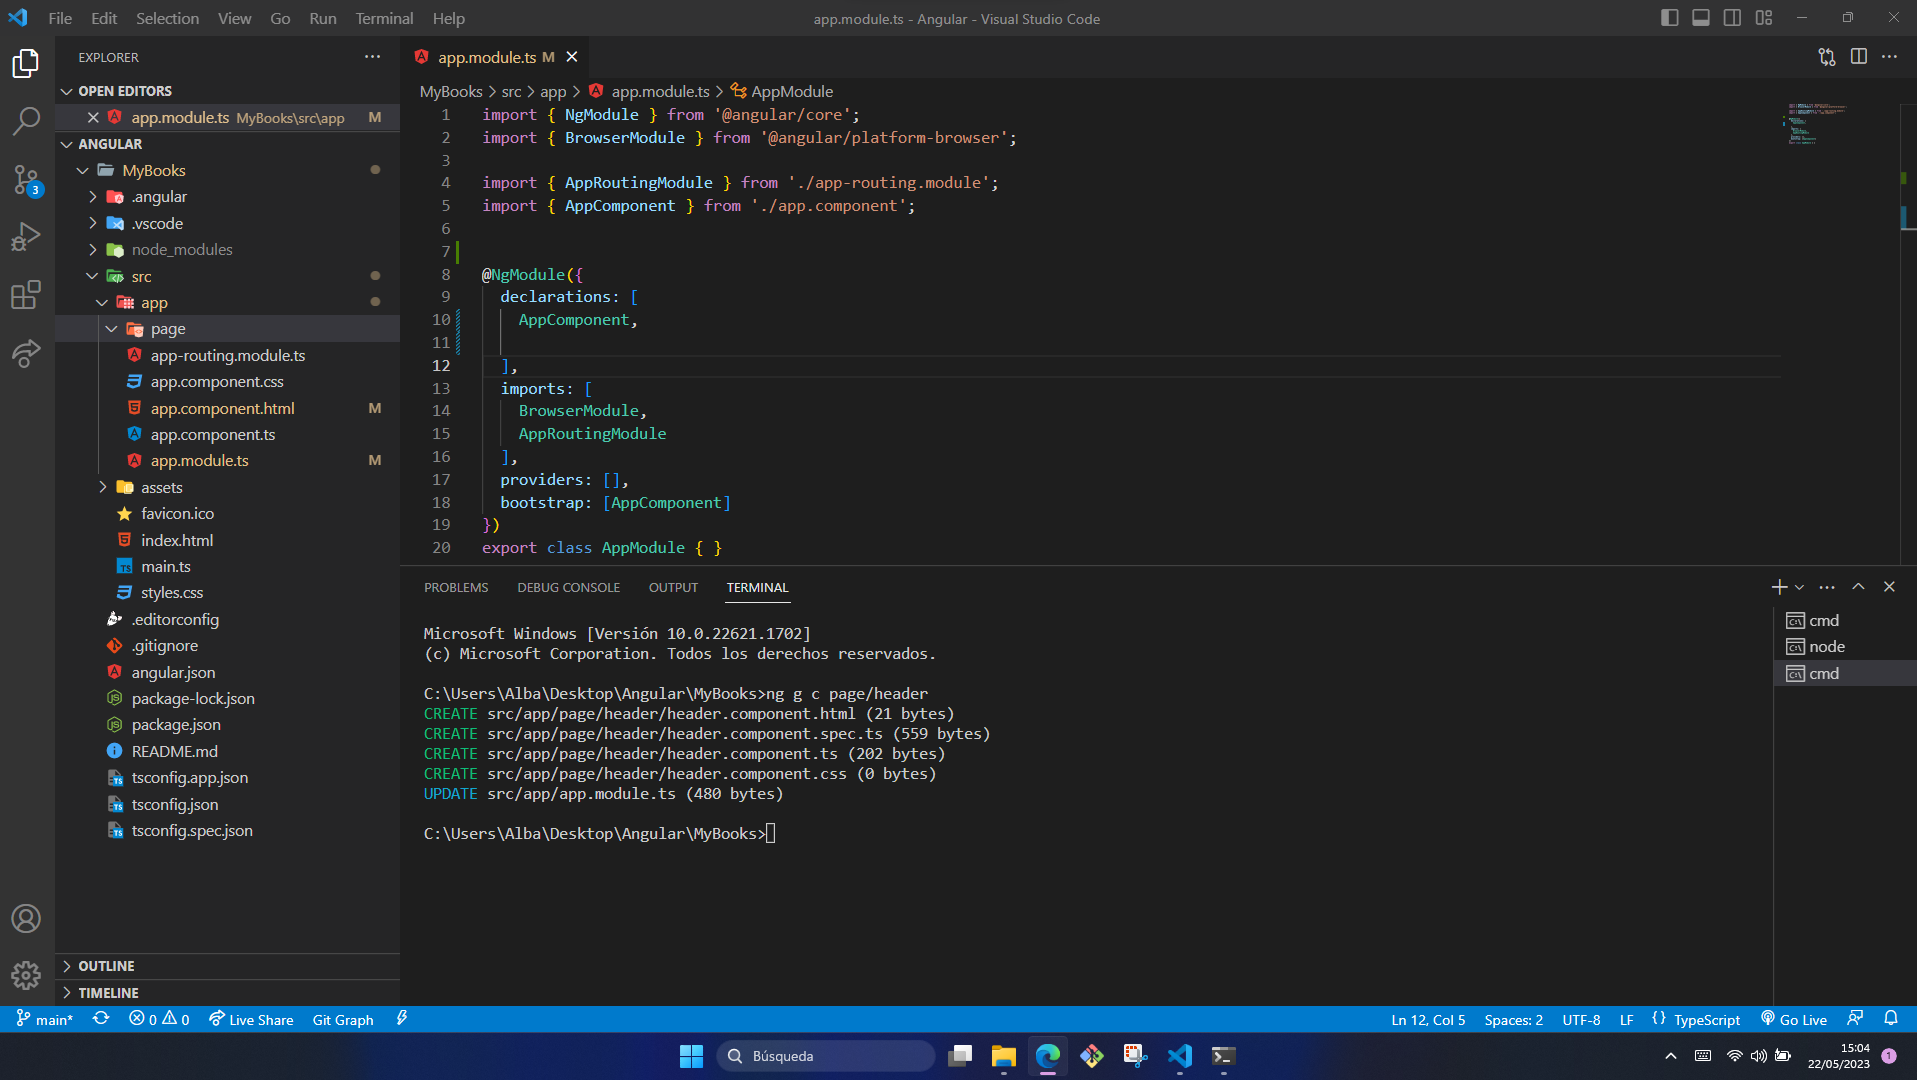 File Edit Selection View Go Run Terminal Help
app.module.ts - Angular - Visual Studio Code
EXPLORER
OPEN EDITORS
app.module.ts MyBooks\src\app M
ANGULAR
MyBooks
.angular
.vscode
node_modules
src
app
page
app-routing.module.ts
app.component.css
app.component.html M
app.component.ts
app.module.ts M
assets
favicon.ico
index.html
main.ts
styles.css
.editorconfig
.gitignore
angular.json
package-lock.json
package.json
README.md
tsconfig.app.json
tsconfig.json
tsconfig.spec.json
OUTLINE
TIMELINE
3
app.module.ts M
MyBooks > src > app > app.module.ts > AppModule
1 import { NgModule } from '@angular/core';
2 import { BrowserModule } from '@angular/platform-browser';
3
4 import { AppRoutingModule } from './app-routing.module';
5 import { AppComponent } from './app.component';
6
7
8 @NgModule({
9 declarations: [
10 AppComponent,
11
12 ],
13 imports: [
14 BrowserModule,
15 AppRoutingModule
16 ],
17 providers: [],
18 bootstrap: [AppComponent]
19 })
20 export class AppModule { }
PROBLEMS DEBUG CONSOLE OUTPUT TERMINAL
Microsoft Windows [Versión 10.0.22621.1702]
(c) Microsoft Corporation. Todos los derechos reservados.
C:\Users\Alba\Desktop\Angular\MyBooks>ng g c page/header
CREATE src/app/page/header/header.component.html (21 bytes)
CREATE src/app/page/header/header.component.spec.ts (559 bytes)
CREATE src/app/page/header/header.component.ts (202 bytes)
CREATE src/app/page/header/header.component.css (0 bytes)
UPDATE src/app/app.module.ts (480 bytes)
C:\Users\Alba\Desktop\Angular\MyBooks>
cmd
node
cmd
main* 0 0 Live Share Git Graph Ln 12, Col 5 Spaces: 2 UTF-8 LF {} TypeScript Go Live
Búsqueda
15:04
22/05/2023
1